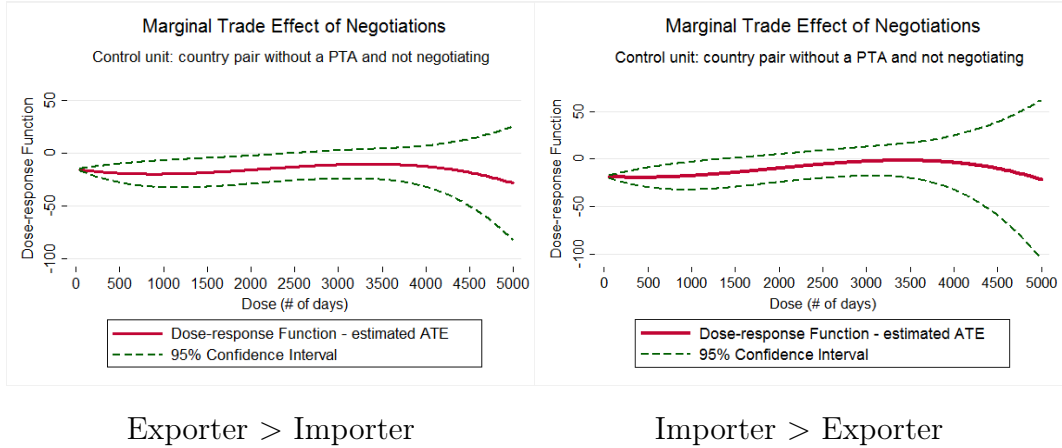 Marginal Trade Effect of Negotiations
Control unit: country pair without a PTA and not negotiating
Dose-response Function
50
0
-50
-100
0 500 1000 1500 2000 2500 3000 3500 4000 4500 5000
Dose (# of days)
Dose-response Function - estimated ATE
95% Confidence Interval
Exporter > Importer
Marginal Trade Effect of Negotiations
Control unit: country pair without a PTA and not negotiating
Dose-response Function
50
0
-50
-100
0 500 1000 1500 2000 2500 3000 3500 4000 4500 5000
Dose (# of days)
Dose-response Function - estimated ATE
95% Confidence Interval
Importer > Exporter